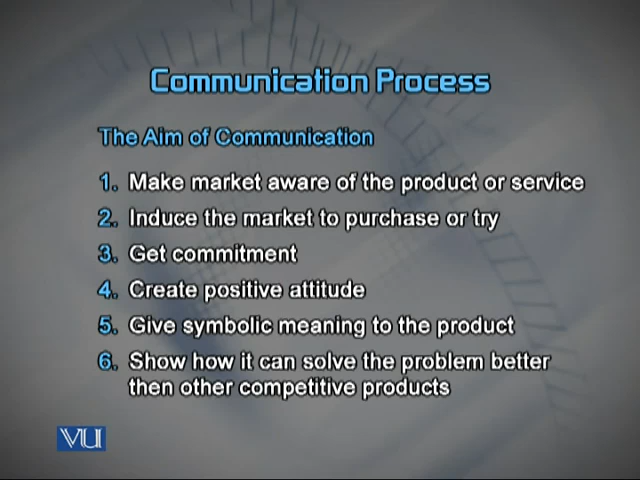 Communication Process
The Aim of Communication
1. Make market aware of the product or service
2. Induce the market to purchase or try
3. Get commitment
4. Create positive attitude
5. Give symbolic meaning to the product
6. Show how it can solve the problem better
then other competitive products
VU